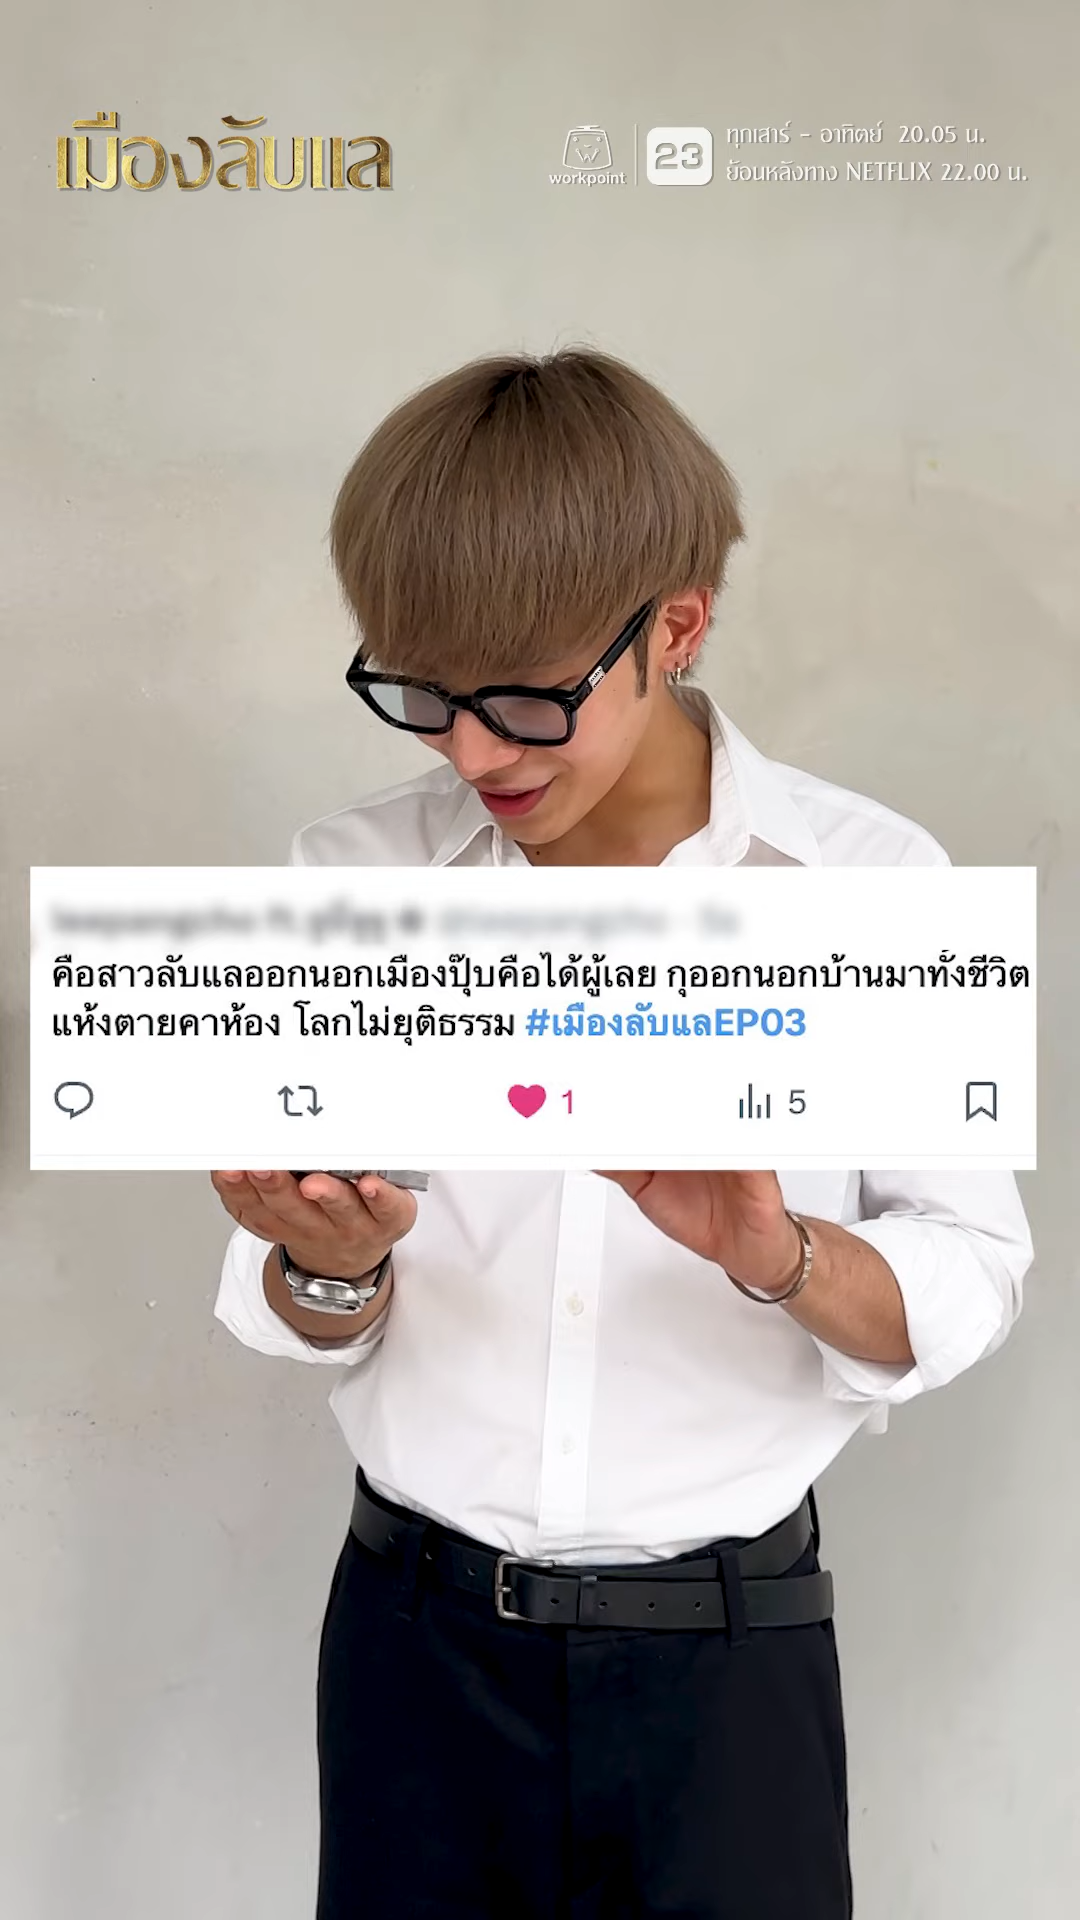 เมืองลับแล
workpoint
23
ทุกเสาร์ - อาทิตย์ 20.05 น.
ย้อนหลังทาง NETFLIX 22.00 น.
คือสาวลับแลออกนอกเมืองปุ๊บคือได้ผู้เลย กุออกนอกบ้านมาทั้งชีวิต
แห้งตายคาห้อง โลกไม่ยุติธรรม #เมืองลับแลEP03
1
5